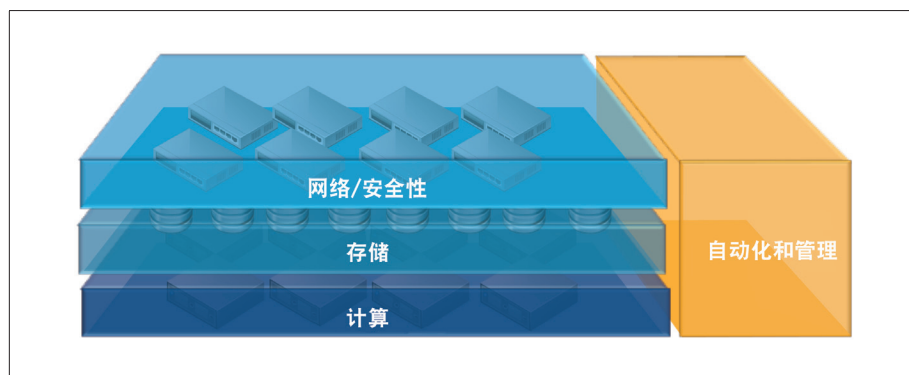 网络/安全性
存储
自动化和管理
计算